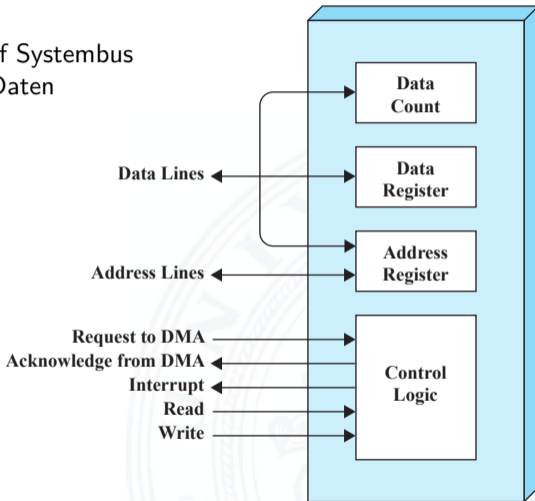 f Systembus
Daten
Data
Count
Data Lines
Data
Register
Address Lines
Address
Register
Request to DMA
Acknowledge from DMA
Interrupt
Read
Write
Control
Logic